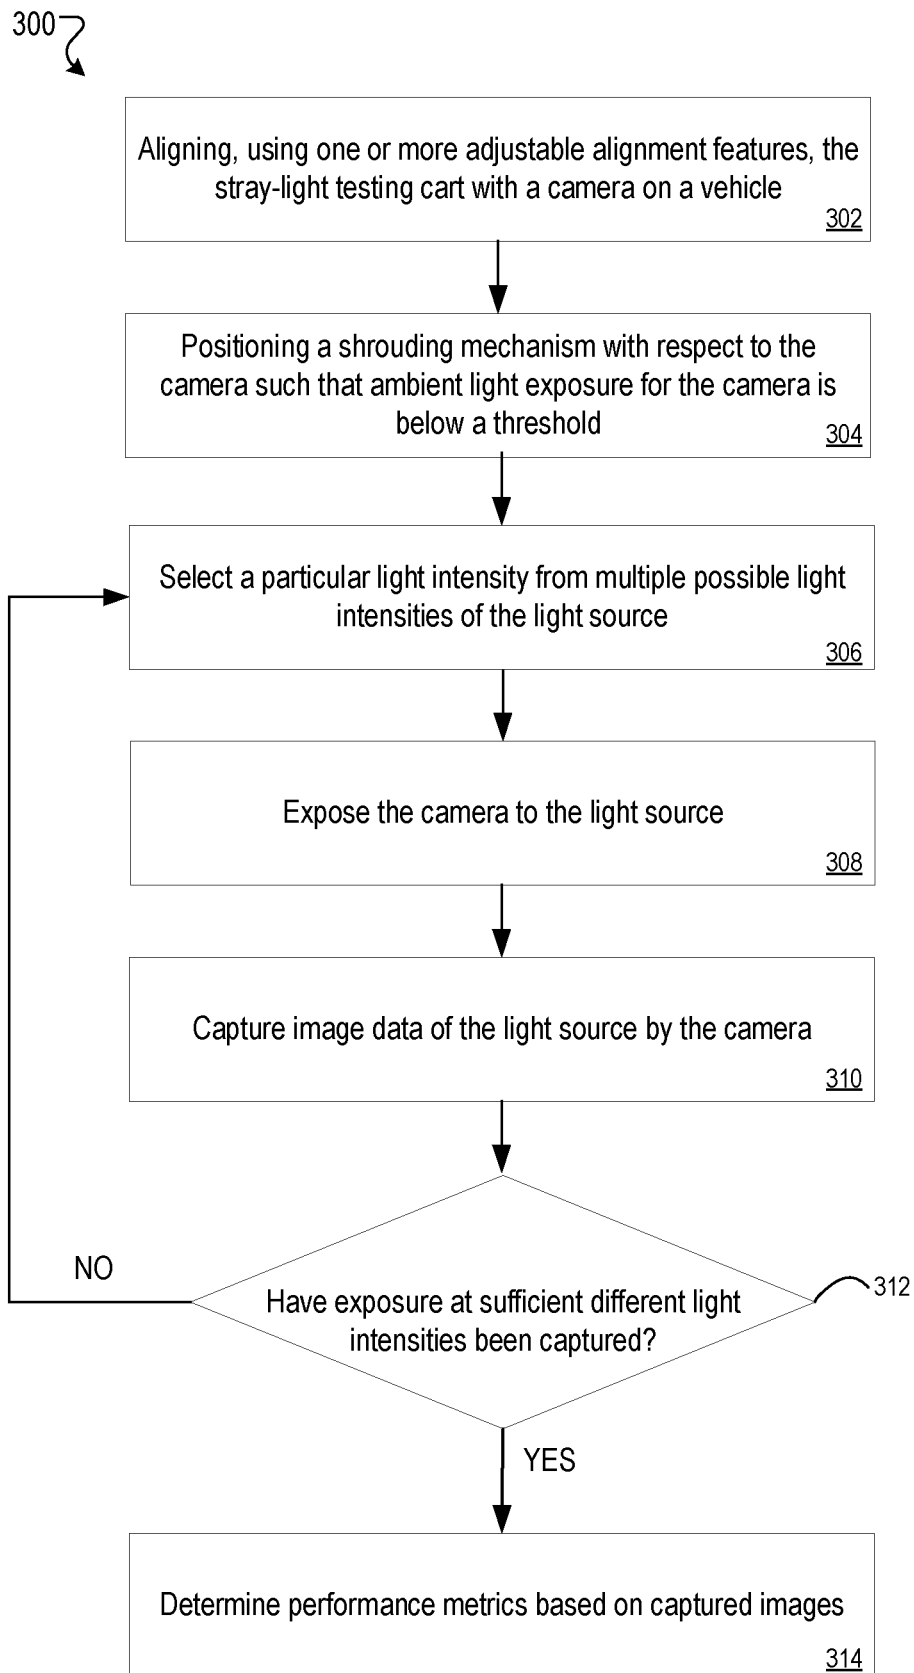 300
Aligning, using one or more adjustable alignment features, the
stray-light testing cart with a camera on a vehicle
302
Positioning a shrouding mechanism with respect to the
camera such that ambient light exposure for the camera is
below a threshold
304
Select a particular light intensity from multiple possible light
intensities of the light source
306
Expose the camera to the light source
308
Capture image data of the light source by the camera
310
NO
312
Have exposure at sufficient different light
intensities been captured?
YES
Determine performance metrics based on captured images
314